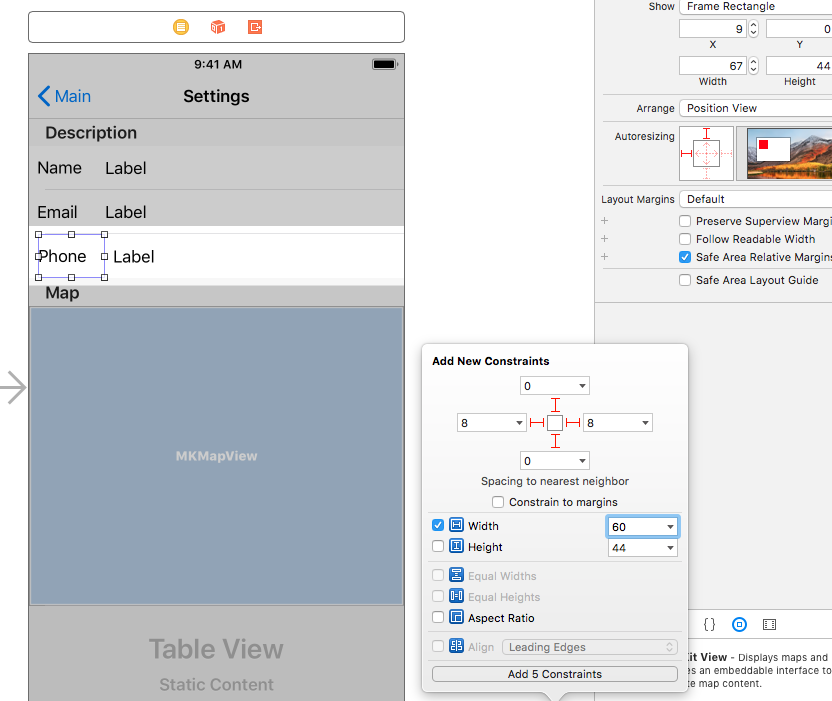 Show Frame Rectangle
9 0
X Y
67 44
Width Height
Arrange Position View
Autoresizing
Layout Margins Default
Preserve Superview Margi
Follow Readable Width
Safe Area Relative Margins
Safe Area Layout Guide
9:41 AM
Main Settings
Description
Name Label
Email Label
Phone Label
Map
MKMapView
Table View
Static Content
Add New Constraints
0
8 8
0
Spacing to nearest neighbor
Constrain to margins
Width 60
Height 44
Equal Widths
Equal Heights
Aspect Ratio
Align Leading Edges
Add 5 Constraints
{ }
it View - Displays maps and
es an embeddable interface to
te map content.